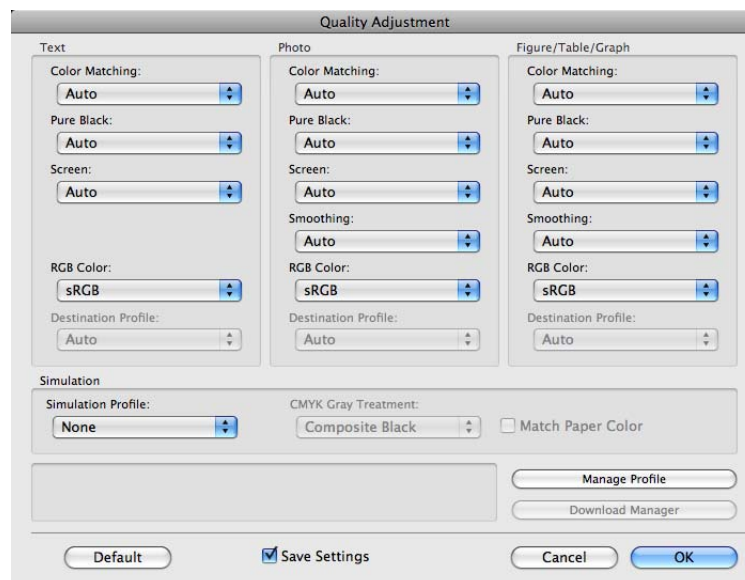 Quality Adjustment
Text
Photo
Figure/Table/Graph
Color Matching:
Color Matching:
Color Matching:
Auto
Auto
Auto
Pure Black:
Pure Black:
Pure Black:
Auto
Auto
Auto
Screen:
Screen:
Screen:
Auto
Auto
Auto
Smoothing:
Smoothing:
Auto
Auto
RGB Color:
RGB Color:
RGB Color:
sRGB
sRGB
sRGB
Destination Profile:
Destination Profile:
Destination Profile:
Auto
Auto
Auto
Simulation
Simulation Profile:
CMYK Gray Treatment:
None
Composite Black
Match Paper Color
Manage Profile
Download Manager
Default
Save Settings
Cancel
OK